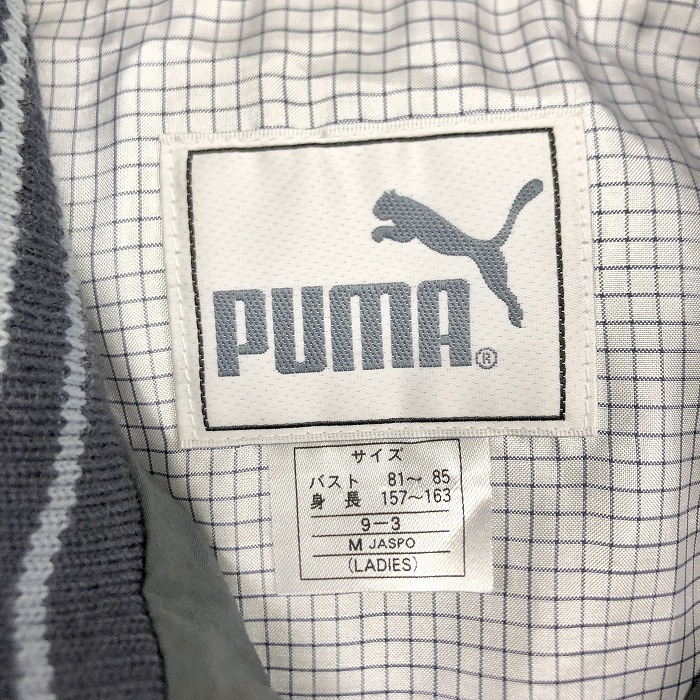 PUMA®
サイズ
バスト 81〜 85
身 長 157〜163
9−3
M JASPO
(LADIES)